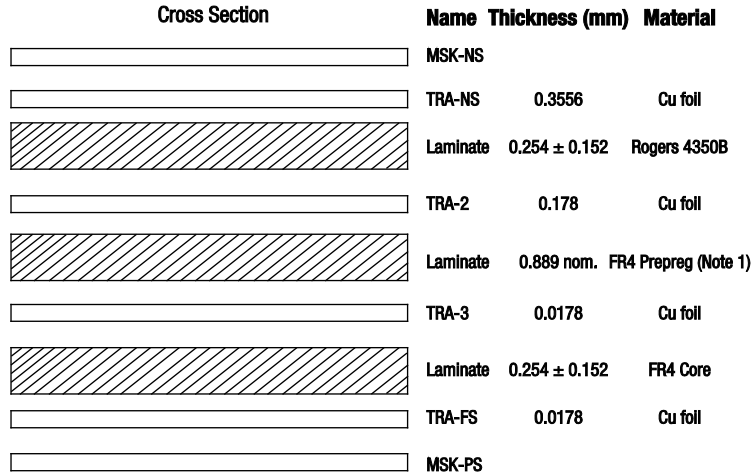 Cross Section Name Thickness (mm) Material
MSK-NS
TRA-NS 0.3556 Cu foil
Laminate 0.254 ± 0.152 Rogers 4350B
TRA-2 0.178 Cu foil
Laminate 0.889 nom. FR4 Prepreg (Note 1)
TRA-3 0.0178 Cu foil
Laminate 0.254 ± 0.152 FR4 Core
TRA-FS 0.0178 Cu foil
MSK-PS